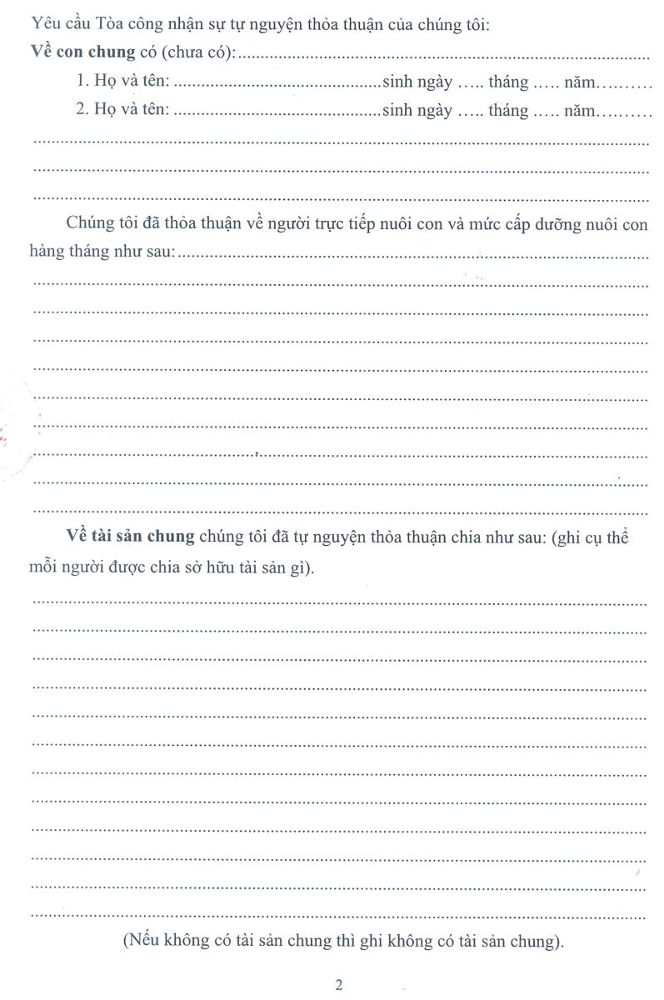 Yêu cầu Tòa công nhận sự tự nguyện thỏa thuận của chúng tôi:
Về con chung có (chưa có):....................................................................................
1. Họ và tên: ..........................................sinh ngày ..... tháng ..... năm..........
2. Họ và tên: ..........................................sinh ngày ..... tháng ..... năm..........
Chúng tôi đã thỏa thuận về người trực tiếp nuôi con và mức cấp dưỡng nuôi con
hàng tháng như sau:................................................................................................
Về tài sản chung chúng tôi đã tự nguyện thỏa thuận chia như sau: (ghi cụ thể
mỗi người được chia sở hữu tài sản gì).
(Nếu không có tài sản chung thì ghi không có tài sản chung).
2